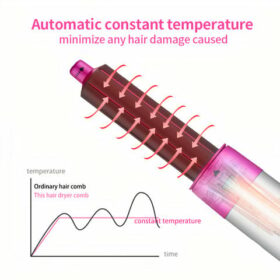 Automatic constant temperature
minimize any hair damage caused
temperature
Ordinary hair comb
This hair dryer comb
constant temperature
time